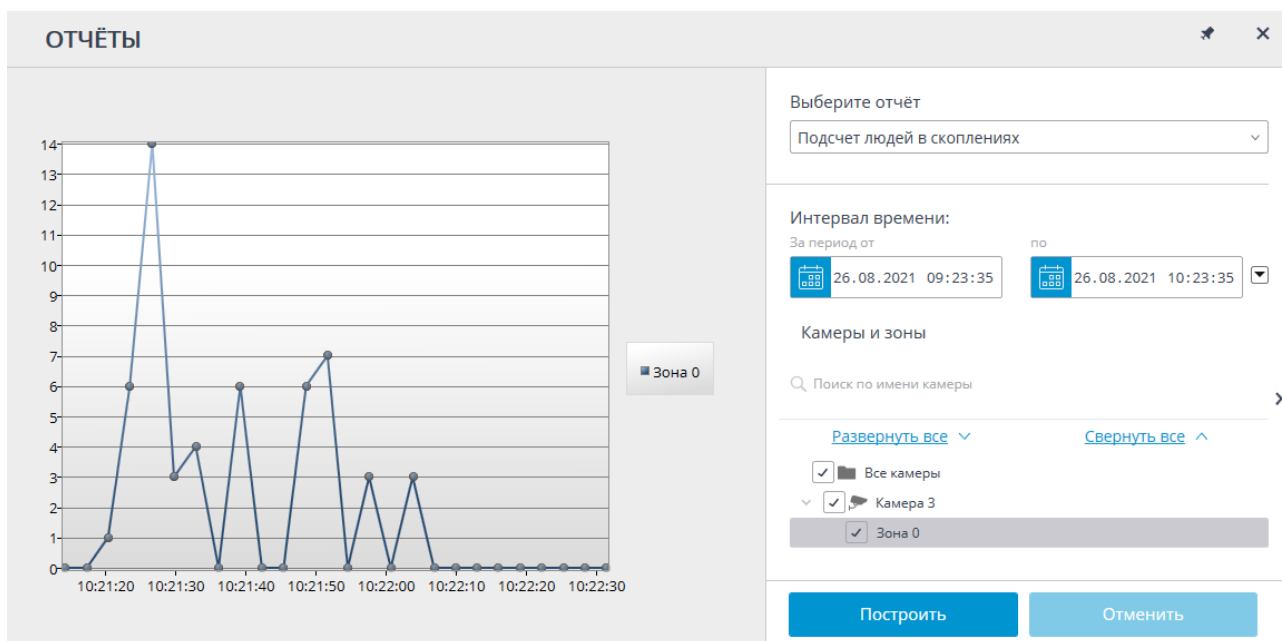 ОТЧЁТЫ
14
13
12
11
10
9
8
7
6
5
4
3
2
1
0
10:21:20 10:21:30 10:21:40 10:21:50 10:22:00 10:22:10 10:22:20 10:22:30
Зона 0
Выберите отчёт
Подсчет людей в скоплениях
Интервал времени:
За период от по
26.08.2021 09:23:35 26.08.2021 10:23:35
Камеры и зоны
Поиск по имени камеры
Развернуть все Свернуть все
Все камеры
Камера 3
Зона 0
Построить Отменить